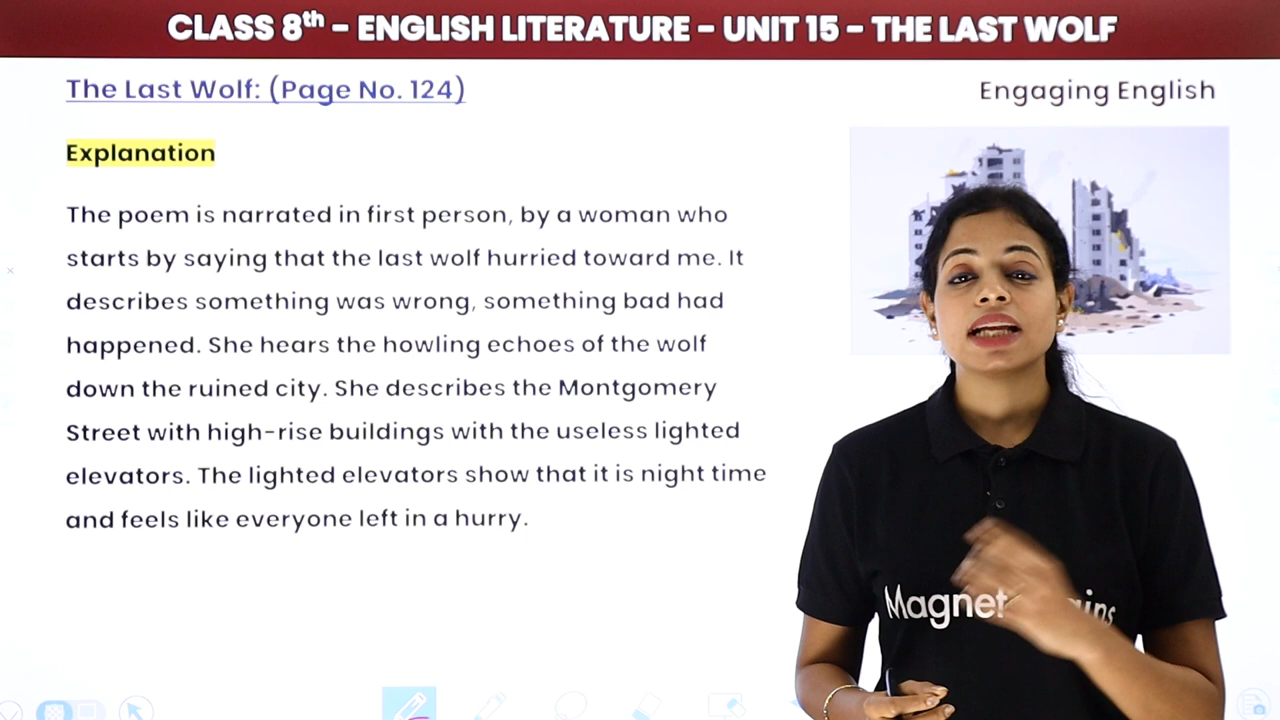 CLASS 8th - ENGLISH LITERATURE - UNIT 15 - THE LAST WOLF
The Last Wolf: (Page No. 124)
Engaging English
Explanation
The poem is narrated in first person, by a woman who
starts by saying that the last wolf hurried toward me. It
describes something was wrong, something bad had
happened. She hears the howling echoes of the wolf
down the ruined city. She describes the Montgomery
Street with high-rise buildings with the useless lighted
elevators. The lighted elevators show that it is night time
and feels like everyone left in a hurry.
Magnet